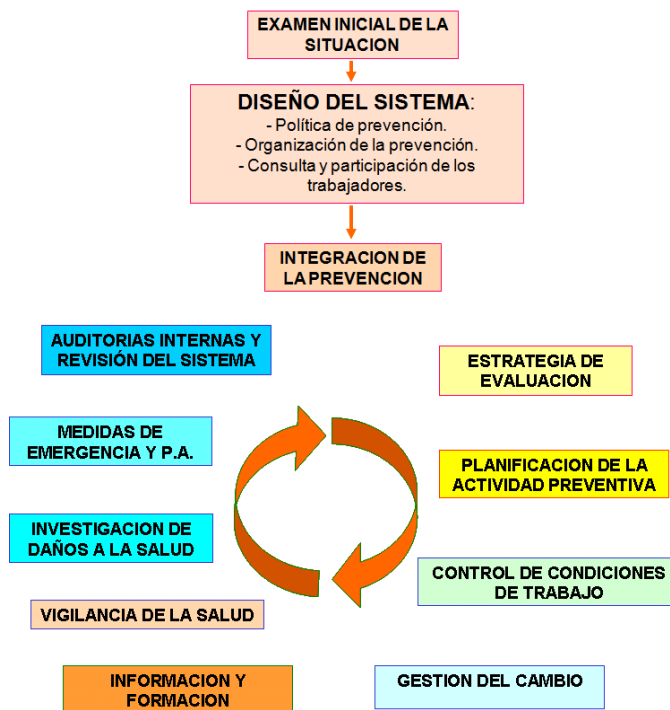 EXAMEN INICIAL DE LA
SITUACION
DISEÑO DEL SISTEMA:
- Política de prevención.
- Organización de la prevención.
- Consulta y participación de los
trabajadores.
INTEGRACION DE
LA PREVENCION
AUDITORIAS INTERNAS Y
REVISIÓN DEL SISTEMA
ESTRATEGIA DE
EVALUACION
MEDIDAS DE
EMERGENCIA Y P.A.
PLANIFICACION DE LA
ACTIVIDAD PREVENTIVA
INVESTIGACION DE
DAÑOS A LA SALUD
CONTROL DE CONDICIONES
DE TRABAJO
VIGILANCIA DE LA SALUD
INFORMACION Y
FORMACION
GESTION DEL CAMBIO